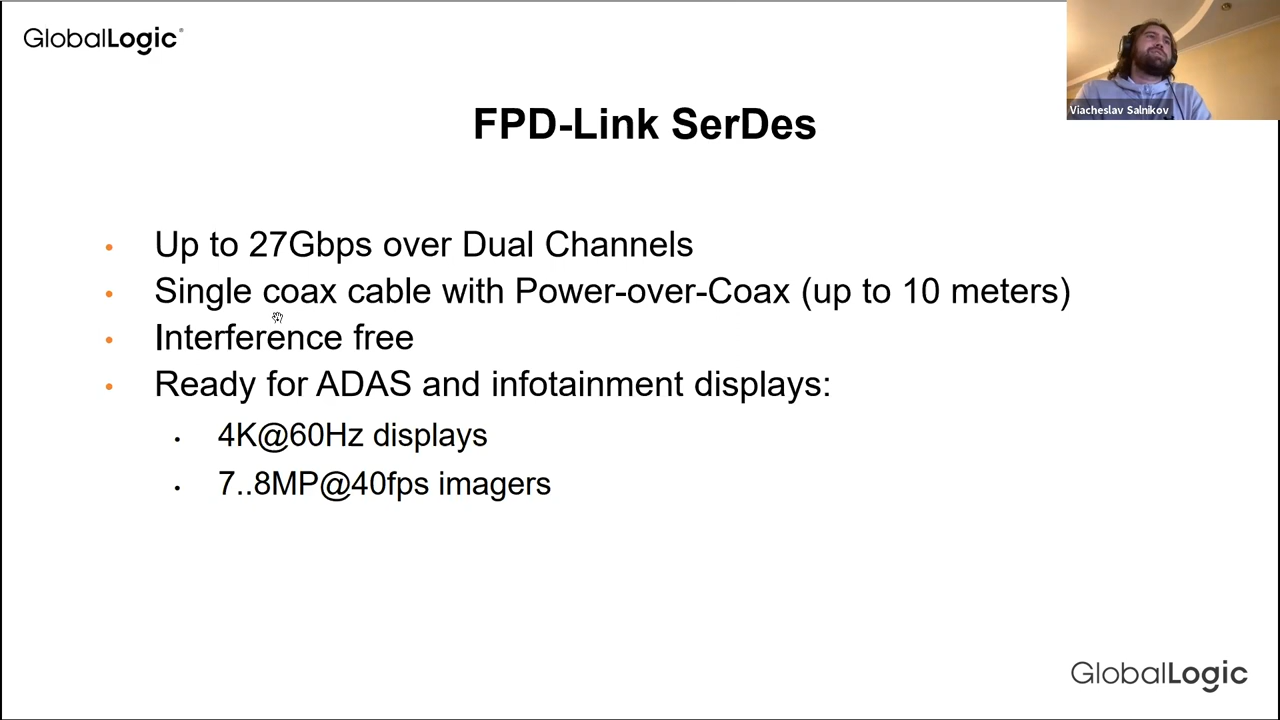 GlobalLogic®
Viacheslav Salnikov
FPD-Link SerDes
• Up to 27Gbps over Dual Channels
• Single coax cable with Power-over-Coax (up to 10 meters)
• Interference free
• Ready for ADAS and infotainment displays:
• 4K@60Hz displays
• 7..8MP@40fps imagers
GlobalLogic